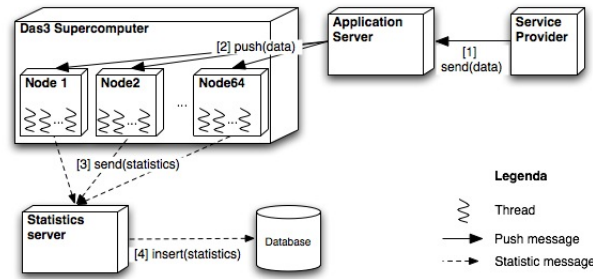 Das3 Supercomputer
Application
Server
Service
Provider
[2] push(data)
[1]
send(data)
Node 1
Node2
Node64
...
...
...
...
[3] send(statistics)
Statistics
server
[4] insert(statistics)
Database
Legenda
Thread
Push message
Statistic message